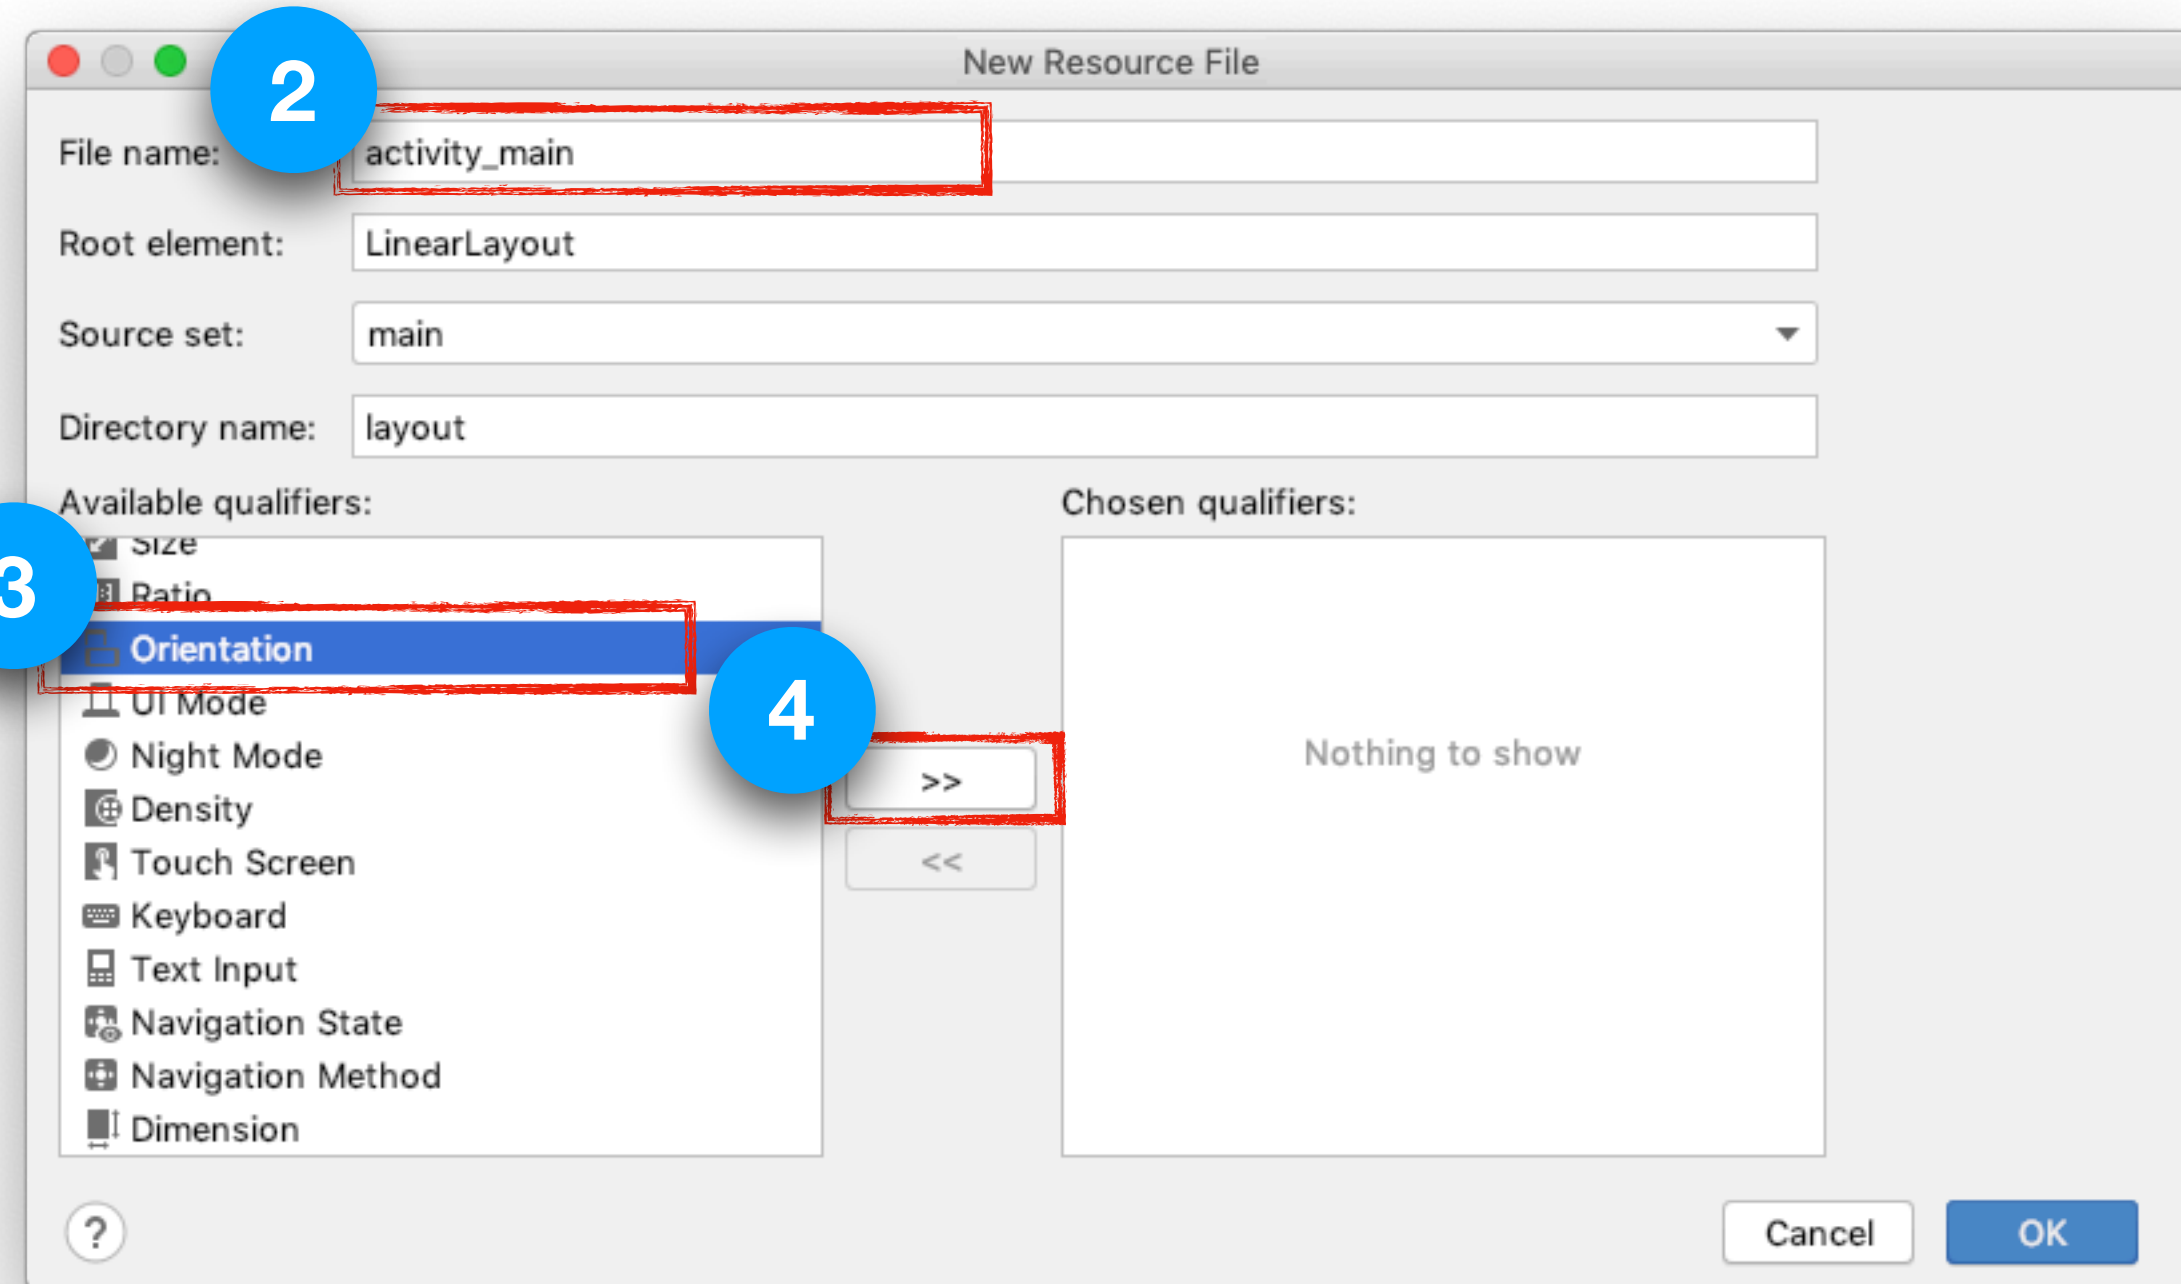 2
New Resource File
File name: activity_main
Root element: LinearLayout
Source set: main
Directory name: layout
Available qualifiers:
Chosen qualifiers:
3
Size
Ratio
Orientation
UI Mode
Night Mode
Density
Touch Screen
Keyboard
Text Input
Navigation State
Navigation Method
Dimension
4
>>
<<
Nothing to show
?
Cancel
OK